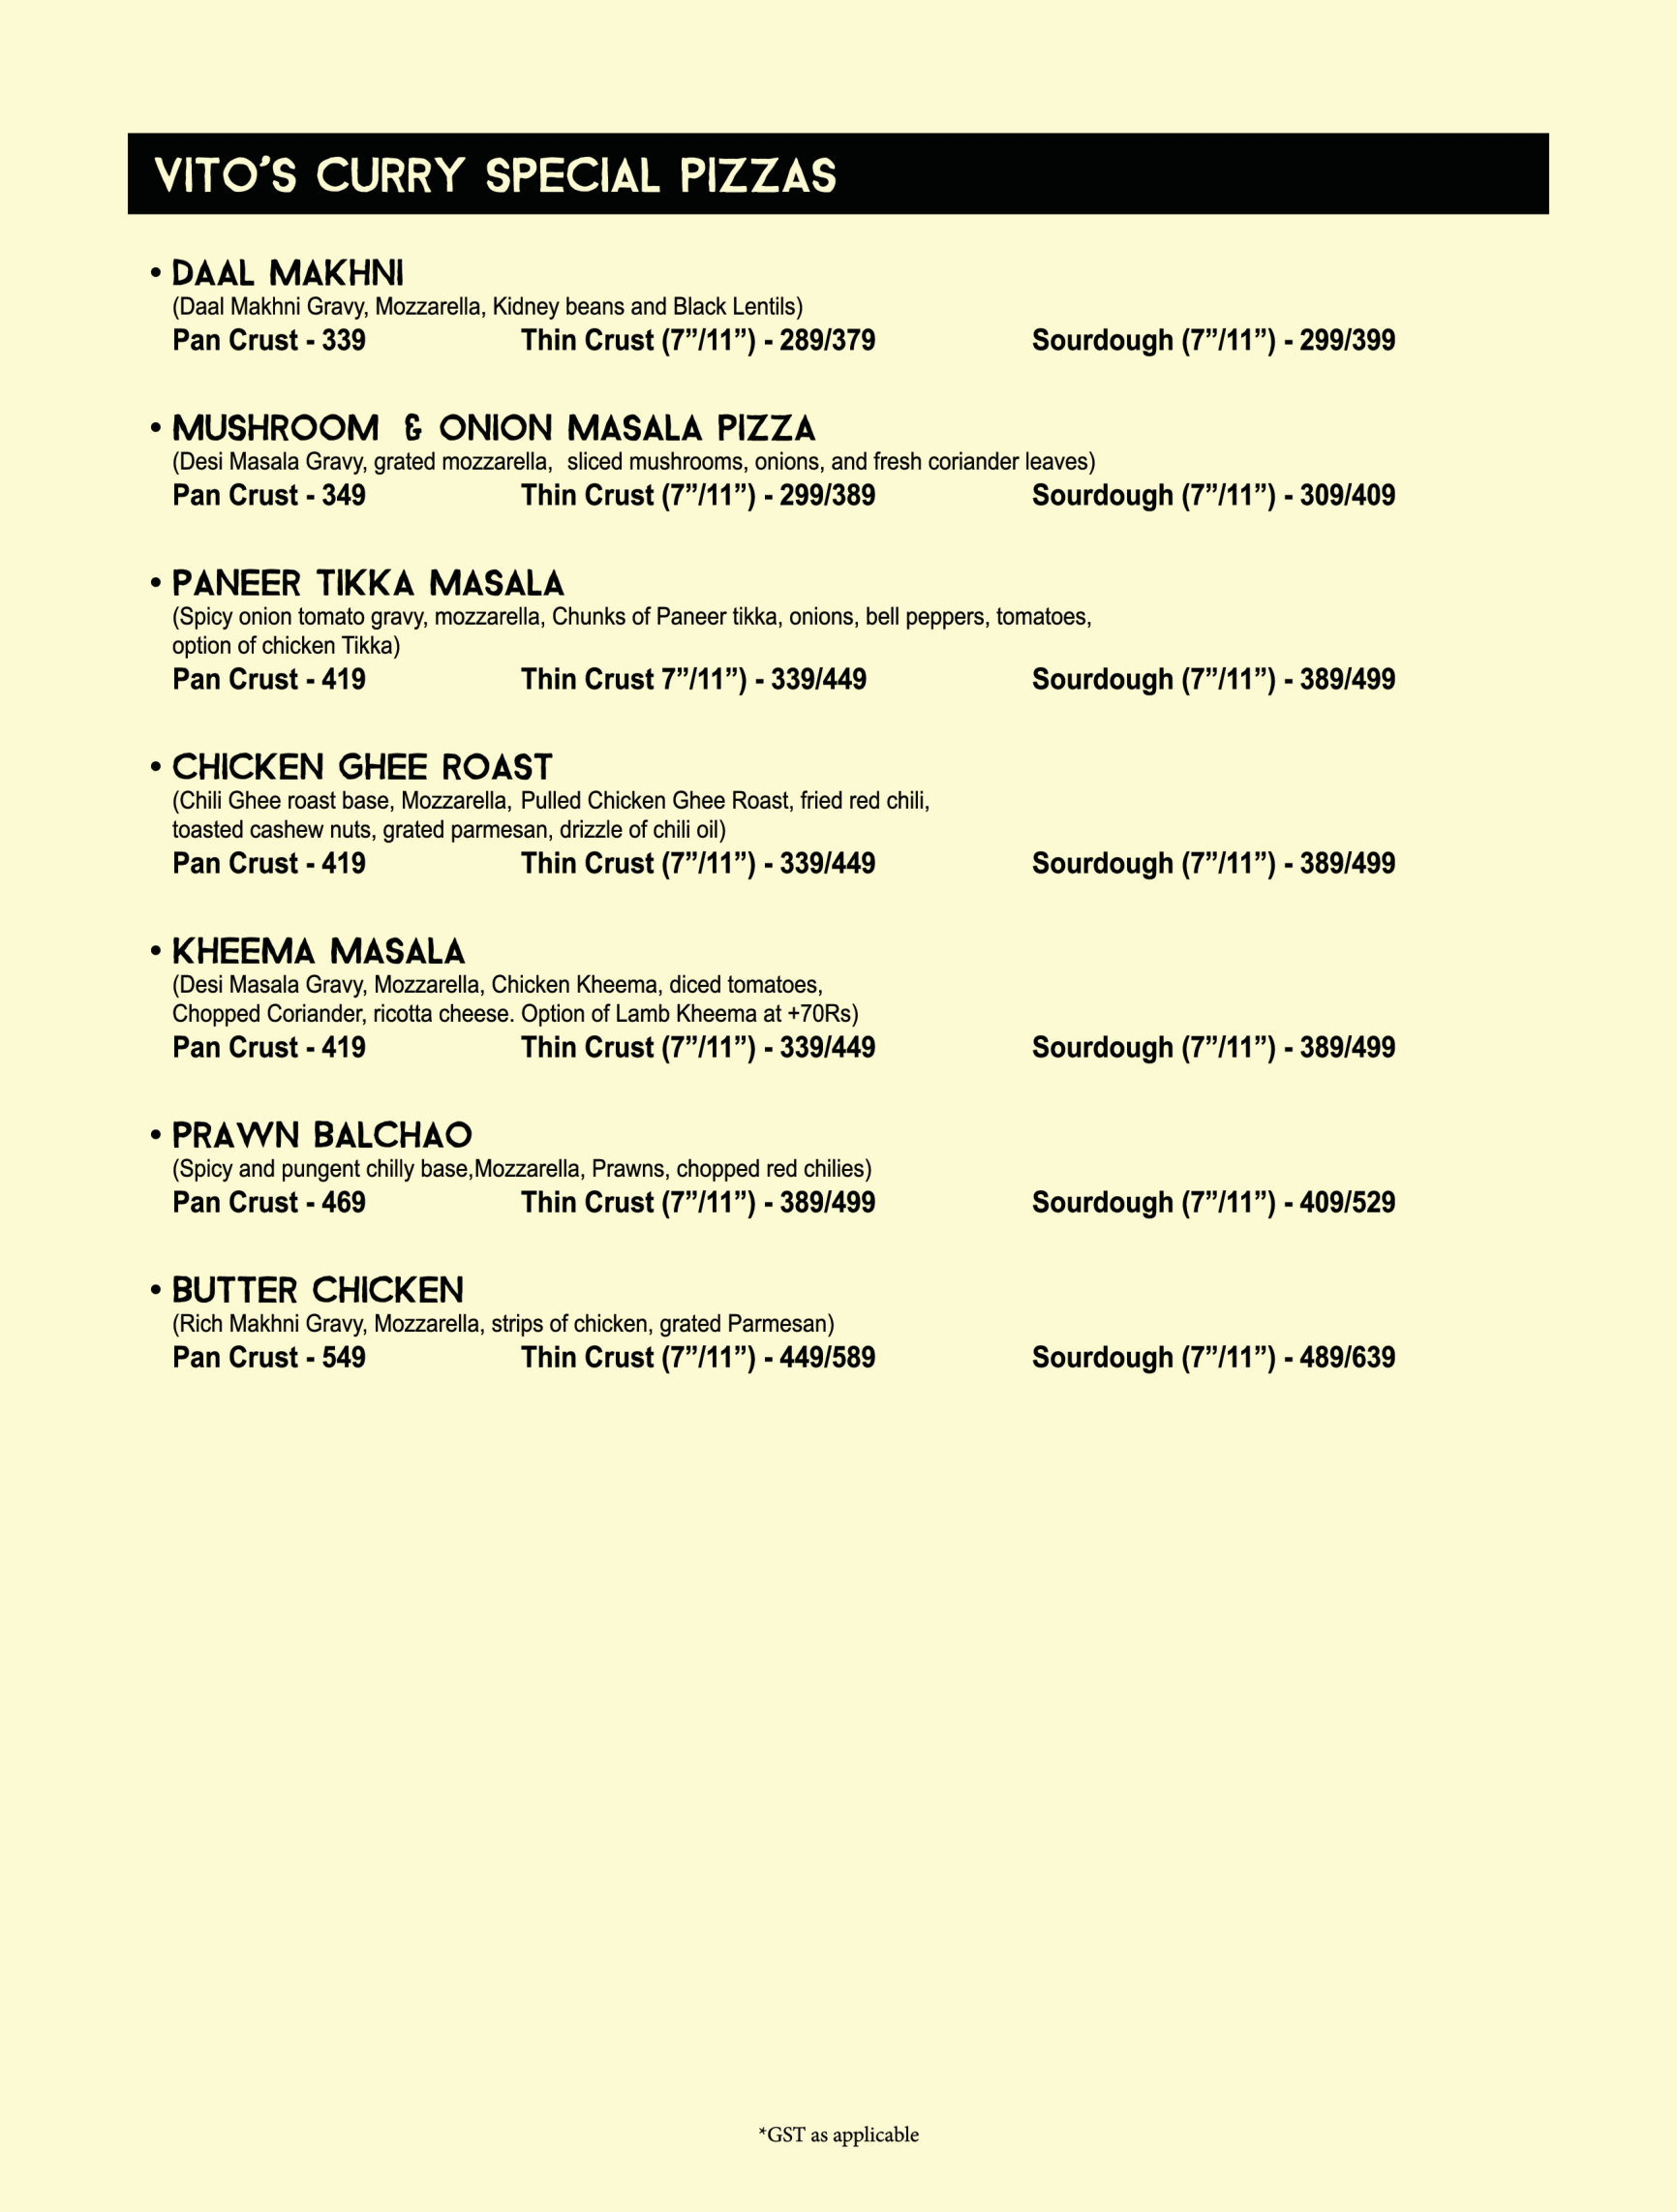 VITO’S CURRY SPECIAL PIZZAS
• DAAL MAKHNI
(Daal Makhni Gravy, Mozzarella, Kidney beans and Black Lentils)
Pan Crust - 339 Thin Crust (7”/11”) - 289/379 Sourdough (7”/11”) - 299/399
• MUSHROOM & ONION MASALA PIZZA
(Desi Masala Gravy, grated mozzarella, sliced mushrooms, onions, and fresh coriander leaves)
Pan Crust - 349 Thin Crust (7”/11”) - 299/389 Sourdough (7”/11”) - 309/409
• PANEER TIKKA MASALA
(Spicy onion tomato gravy, mozzarella, Chunks of Paneer tikka, onions, bell peppers, tomatoes,
option of chicken Tikka)
Pan Crust - 419 Thin Crust 7”/11”) - 339/449 Sourdough (7”/11”) - 389/499
• CHICKEN GHEE ROAST
(Chili Ghee roast base, Mozzarella, Pulled Chicken Ghee Roast, fried red chili,
toasted cashew nuts, grated parmesan, drizzle of chili oil)
Pan Crust - 419 Thin Crust (7”/11”) - 339/449 Sourdough (7”/11”) - 389/499
• KHEEMA MASALA
(Desi Masala Gravy, Mozzarella, Chicken Kheema, diced tomatoes,
Chopped Coriander, ricotta cheese. Option of Lamb Kheema at +70Rs)
Pan Crust - 419 Thin Crust (7”/11”) - 339/449 Sourdough (7”/11”) - 389/499
• PRAWN BALCHAO
(Spicy and pungent chilly base,Mozzarella, Prawns, chopped red chilies)
Pan Crust - 469 Thin Crust (7”/11”) - 389/499 Sourdough (7”/11”) - 409/529
• BUTTER CHICKEN
(Rich Makhni Gravy, Mozzarella, strips of chicken, grated Parmesan)
Pan Crust - 549 Thin Crust (7”/11”) - 449/589 Sourdough (7”/11”) - 489/639
*GST as applicable